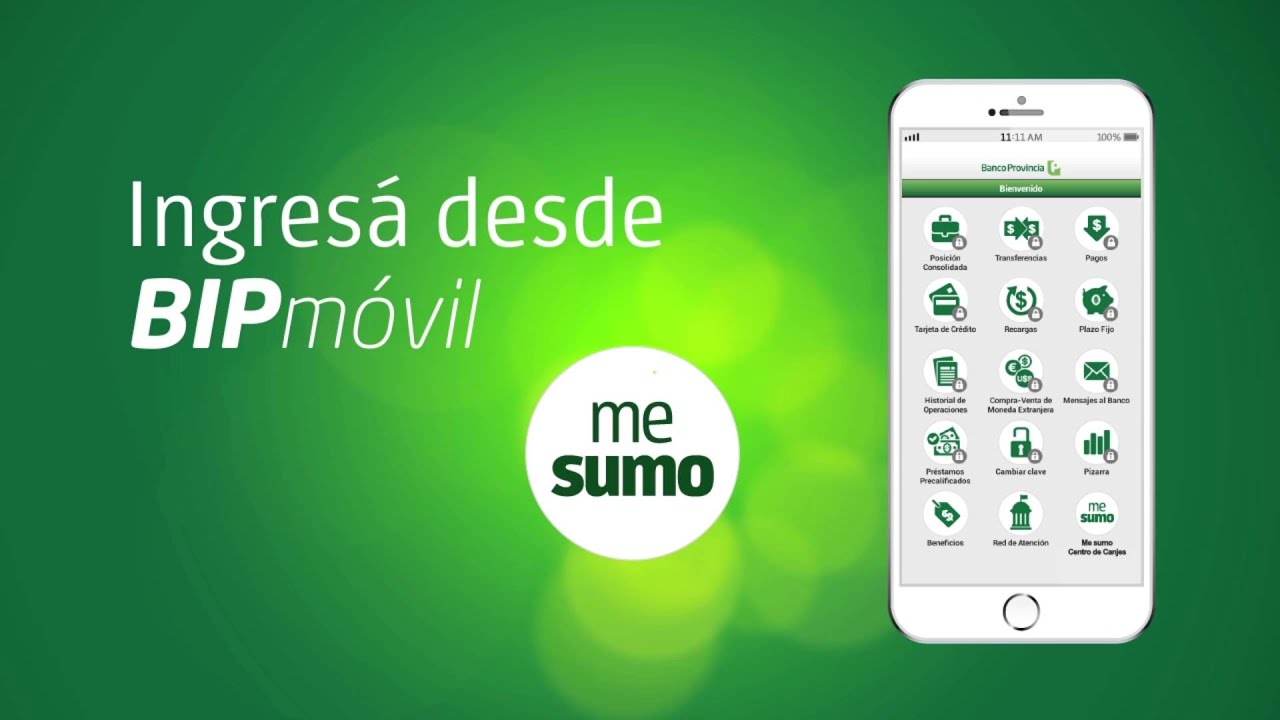 Ingresá desde
BIPmóvil
me
sumo
11:11 AM
100%
Banco Provincia
Bienvenido
Posición
Consolidada
Transferencias
Pagos
Tarjeta de Crédito
Recargas
Plazo Fijo
Historial de
Operaciones
Compra-Venta de
Moneda Extranjera
Mensajes al Banco
Préstamos
Precalificados
Cambiar clave
Pizarra
Beneficios
Red de Atención
me
sumo
Me sumo
Centro de Canjes